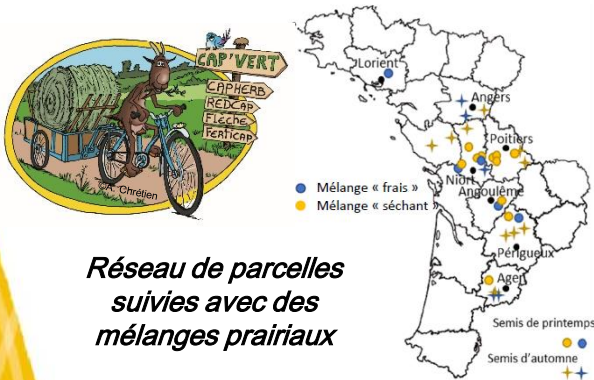 CAP'VERT
CAPHERB
REDCAP
Flèche
FERTICAP
©A. Chrétien
Lorient
Angers
Poitiers
Niort
Angoulême
Périgueux
Agen
Mélange « frais »
Mélange « séchant »
Réseau de parcelles
suivies avec des
mélanges prairiaux
Semis de printemps
Semis d'automne